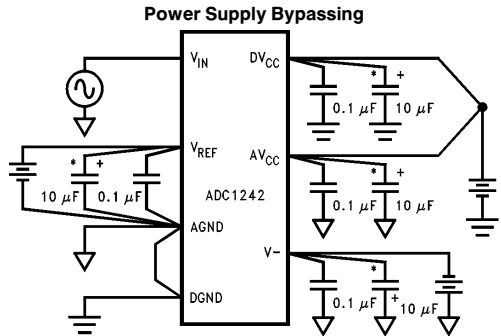 Power Supply Bypassing
V_IN
DV_CC
* +
0.1 μF 10 μF
V_REF
* +
10 μF 0.1 μF
AV_CC
* +
0.1 μF 10 μF
ADC1242
AGND
V-
*
0.1 μF + 10 μF
DGND